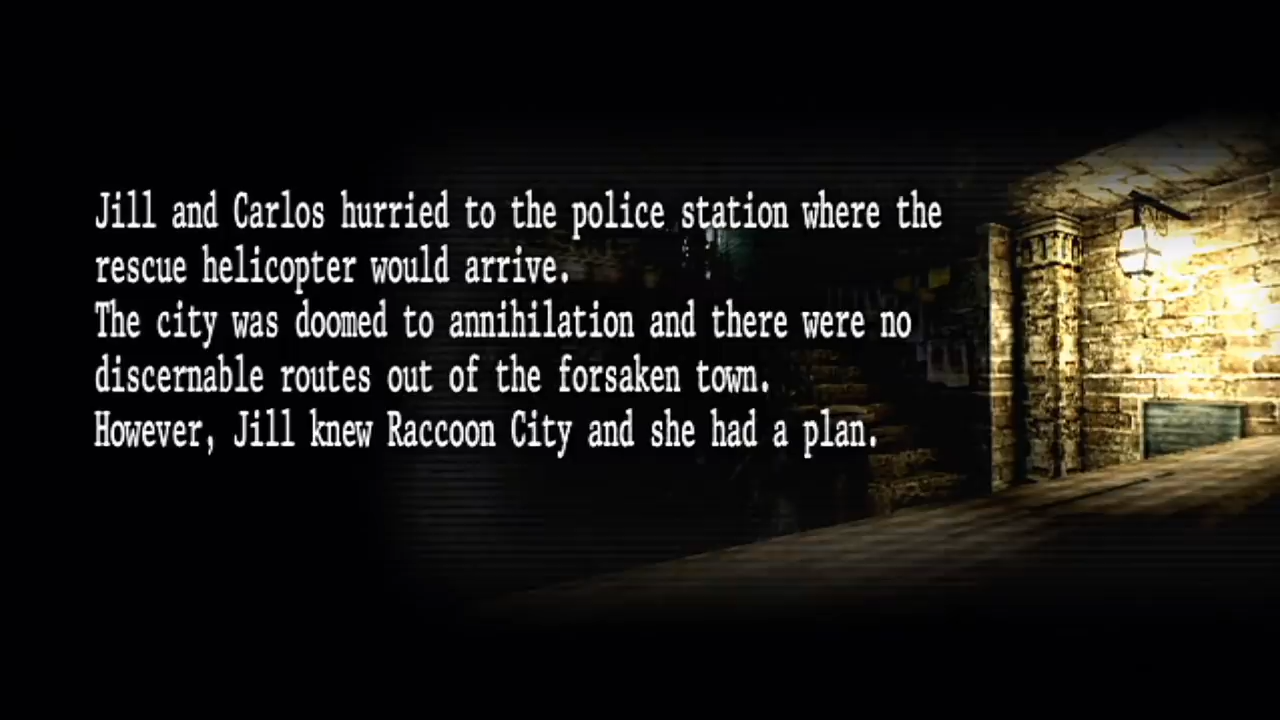 Jill and Carlos hurried to the police station where the
rescue helicopter would arrive.
The city was doomed to annihilation and there were no
discernable routes out of the forsaken town.
However, Jill knew Raccoon City and she had a plan.